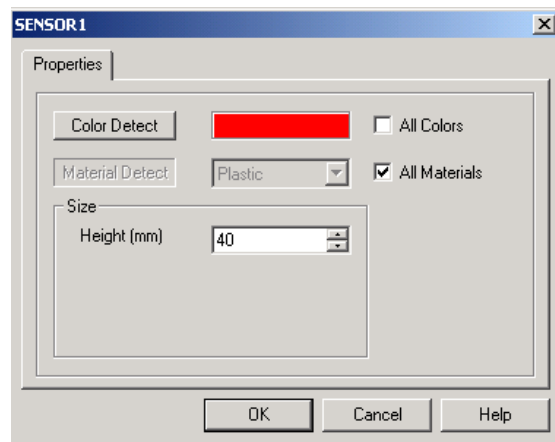 SENSOR1
Properties
Color Detect All Colors
Material Detect Plastic All Materials
Size
Height (mm) 40
OK Cancel Help